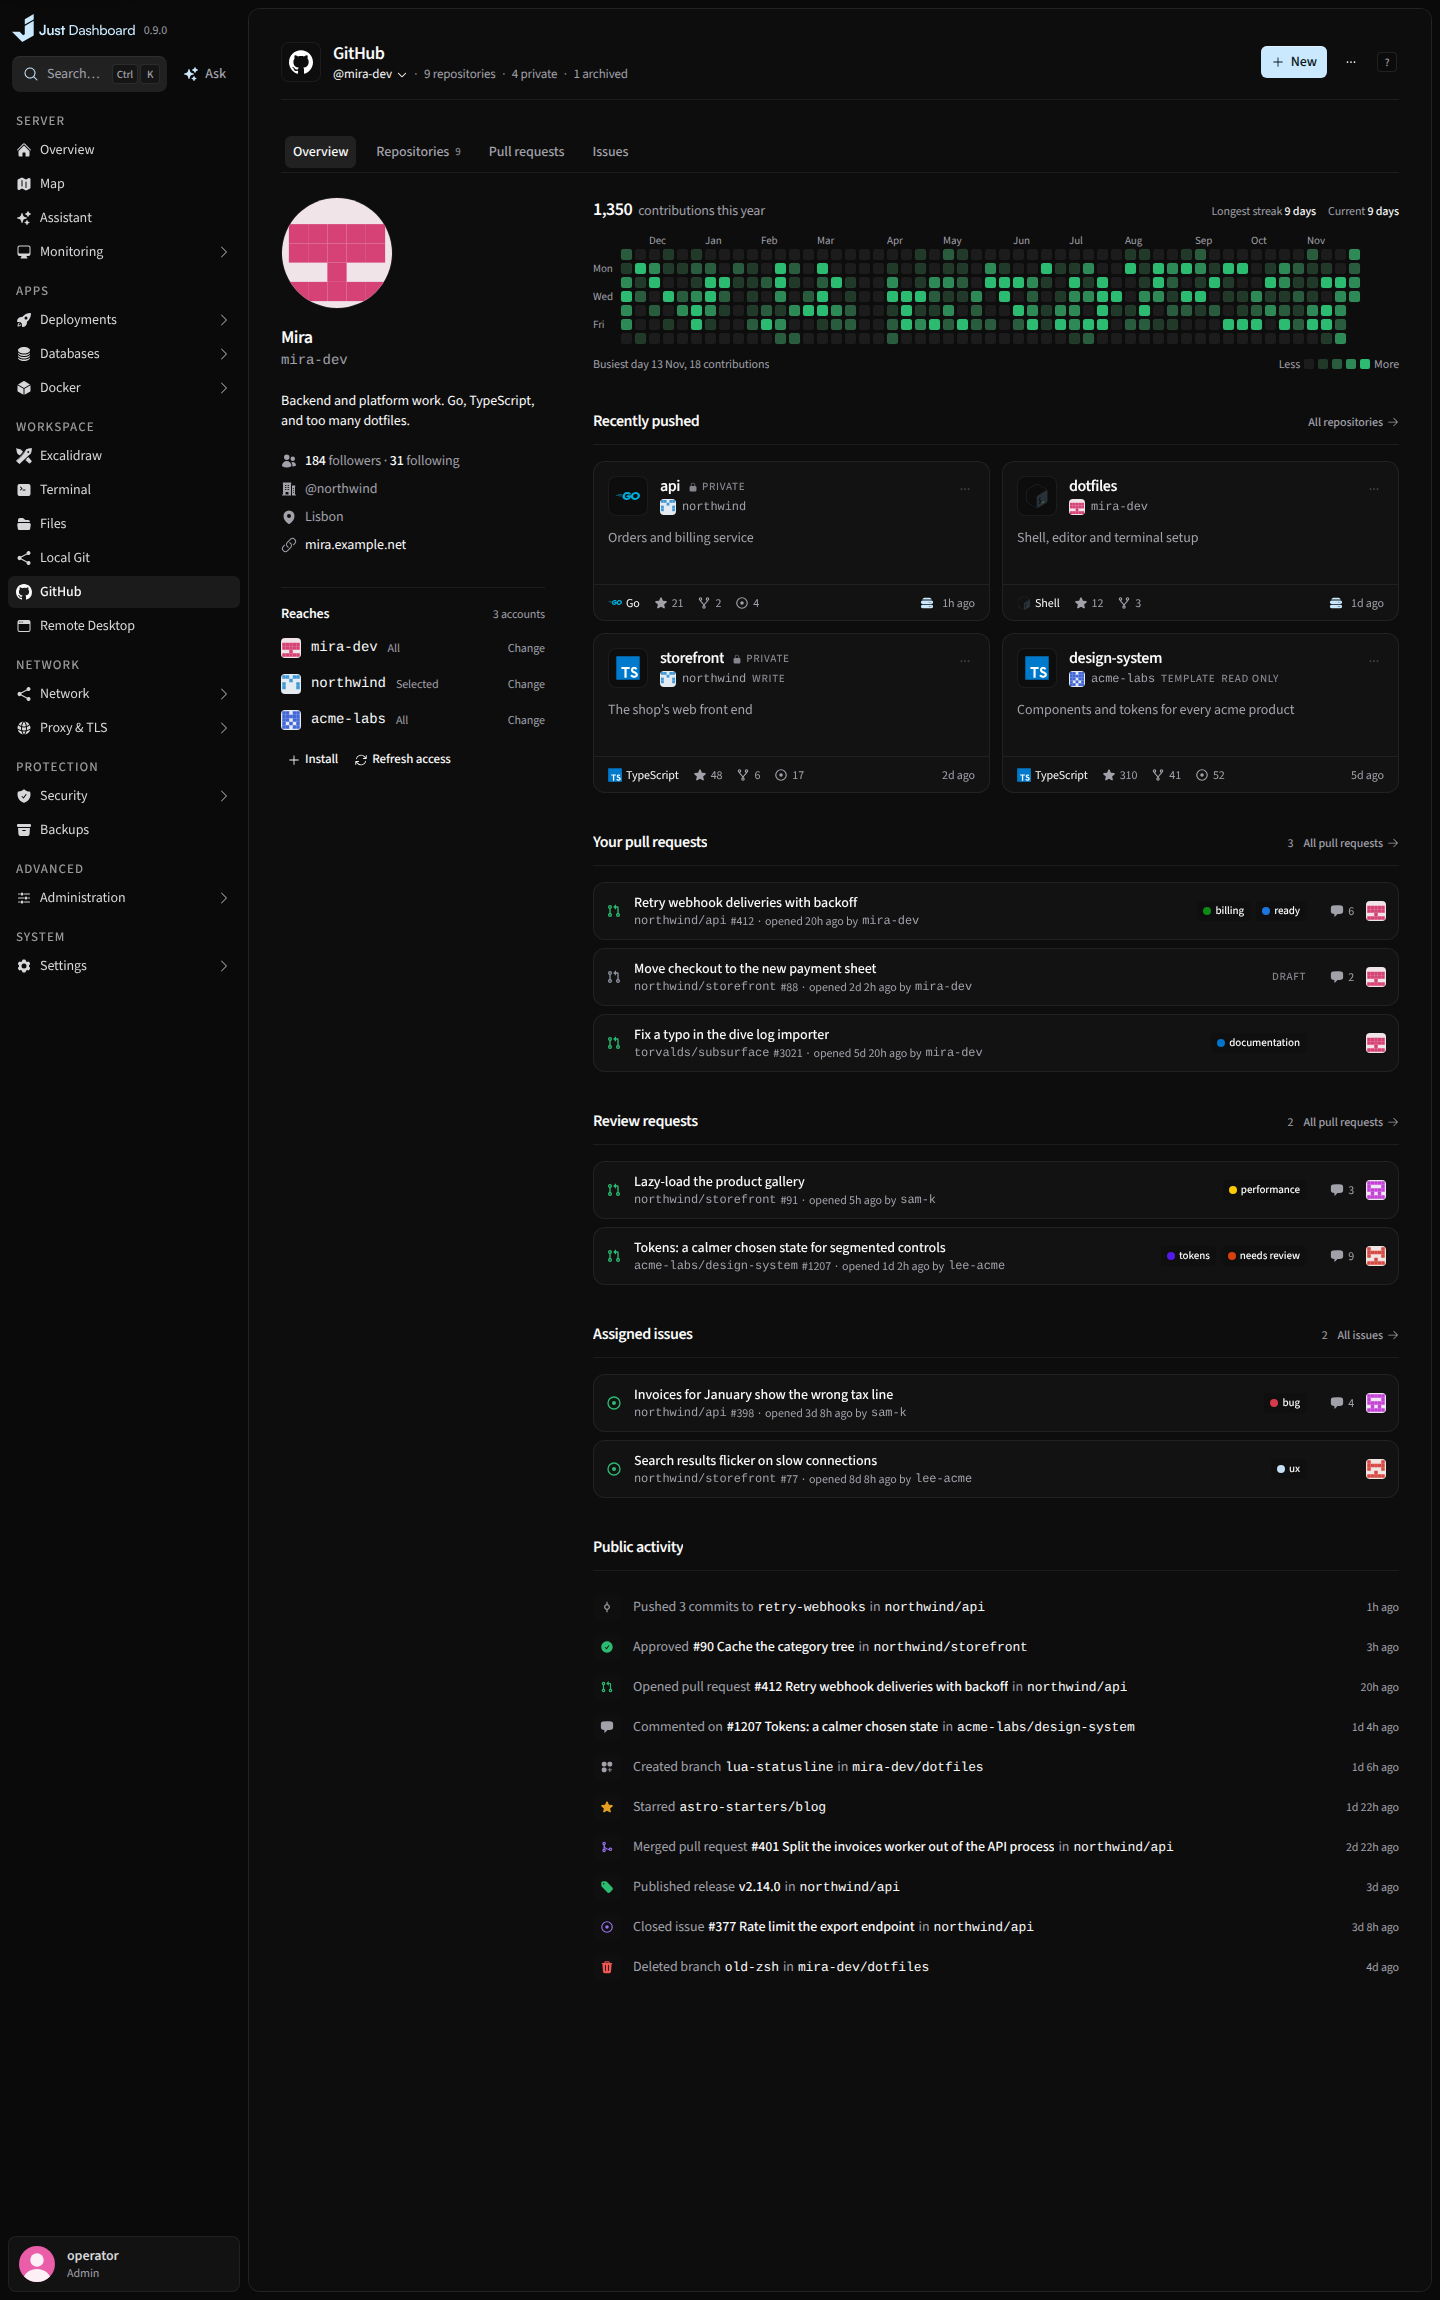 Just Dashboard 0.9.0
Search... Ctrl K Ask
SERVER
Overview
Map
Assistant
Monitoring
APPS
Deployments
Databases
Docker
WORKSPACE
Excalidraw
Terminal
Files
Local Git
GitHub
Remote Desktop
NETWORK
Network
Proxy & TLS
PROTECTION
Security
Backups
ADVANCED
Administration
SYSTEM
Settings
operator
Admin
GitHub
@mira-dev · 9 repositories · 4 private · 1 archived
+ New ... ?
Overview Repositories 9 Pull requests Issues
Mira
mira-dev
Backend and platform work. Go, TypeScript,
and too many dotfiles.
184 followers · 31 following
@northwind
Lisbon
mira.example.net
Reaches 3 accounts
mira-dev All Change
northwind Selected Change
acme-labs All Change
+ Install Refresh access
1,350 contributions this year Longest streak 9 days Current 9 days
Dec Jan Feb Mar Apr May Jun Jul Aug Sep Oct Nov
Mon
Wed
Fri
Busiest day 13 Nov, 18 contributions Less More
Recently pushed All repositories →
GO api PRIVATE ...
northwind
Orders and billing service
GO Go 21 2 4 1h ago
dotfiles ...
mira-dev
Shell, editor and terminal setup
Shell 12 3 1d ago
TS storefront PRIVATE ...
northwind WRITE
The shop's web front end
TS TypeScript 48 6 17 2d ago
TS design-system ...
acme-labs TEMPLATE READ ONLY
Components and tokens for every acme product
TS TypeScript 310 41 52 5d ago
Your pull requests 3 All pull requests →
Retry webhook deliveries with backoff
northwind/api #412 · opened 20h ago by mira-dev
billing ready 6
Move checkout to the new payment sheet
northwind/storefront #88 · opened 2d 2h ago by mira-dev
DRAFT 2
Fix a typo in the dive log importer
torvalds/subsurface #3021 · opened 5d 20h ago by mira-dev
documentation
Review requests 2 All pull requests →
Lazy-load the product gallery
northwind/storefront #91 · opened 5h ago by sam-k
performance 3
Tokens: a calmer chosen state for segmented controls
acme-labs/design-system #1207 · opened 1d 2h ago by lee-acme
tokens needs review 9
Assigned issues 2 All issues →
Invoices for January show the wrong tax line
northwind/api #398 · opened 3d 8h ago by sam-k
bug 4
Search results flicker on slow connections
northwind/storefront #77 · opened 8d 8h ago by lee-acme
ux
Public activity
Pushed 3 commits to retry-webhooks in northwind/api 1h ago
Approved #90 Cache the category tree in northwind/storefront 3h ago
Opened pull request #412 Retry webhook deliveries with backoff in northwind/api 20h ago
Commented on #1207 Tokens: a calmer chosen state in acme-labs/design-system 1d 4h ago
Created branch lua-statusline in mira-dev/dotfiles 1d 6h ago
Starred astro-starters/blog 1d 22h ago
Merged pull request #401 Split the invoices worker out of the API process in northwind/api 2d 22h ago
Published release v2.14.0 in northwind/api 3d ago
Closed issue #377 Rate limit the export endpoint in northwind/api 3d 8h ago
Deleted branch old-zsh in mira-dev/dotfiles 4d ago